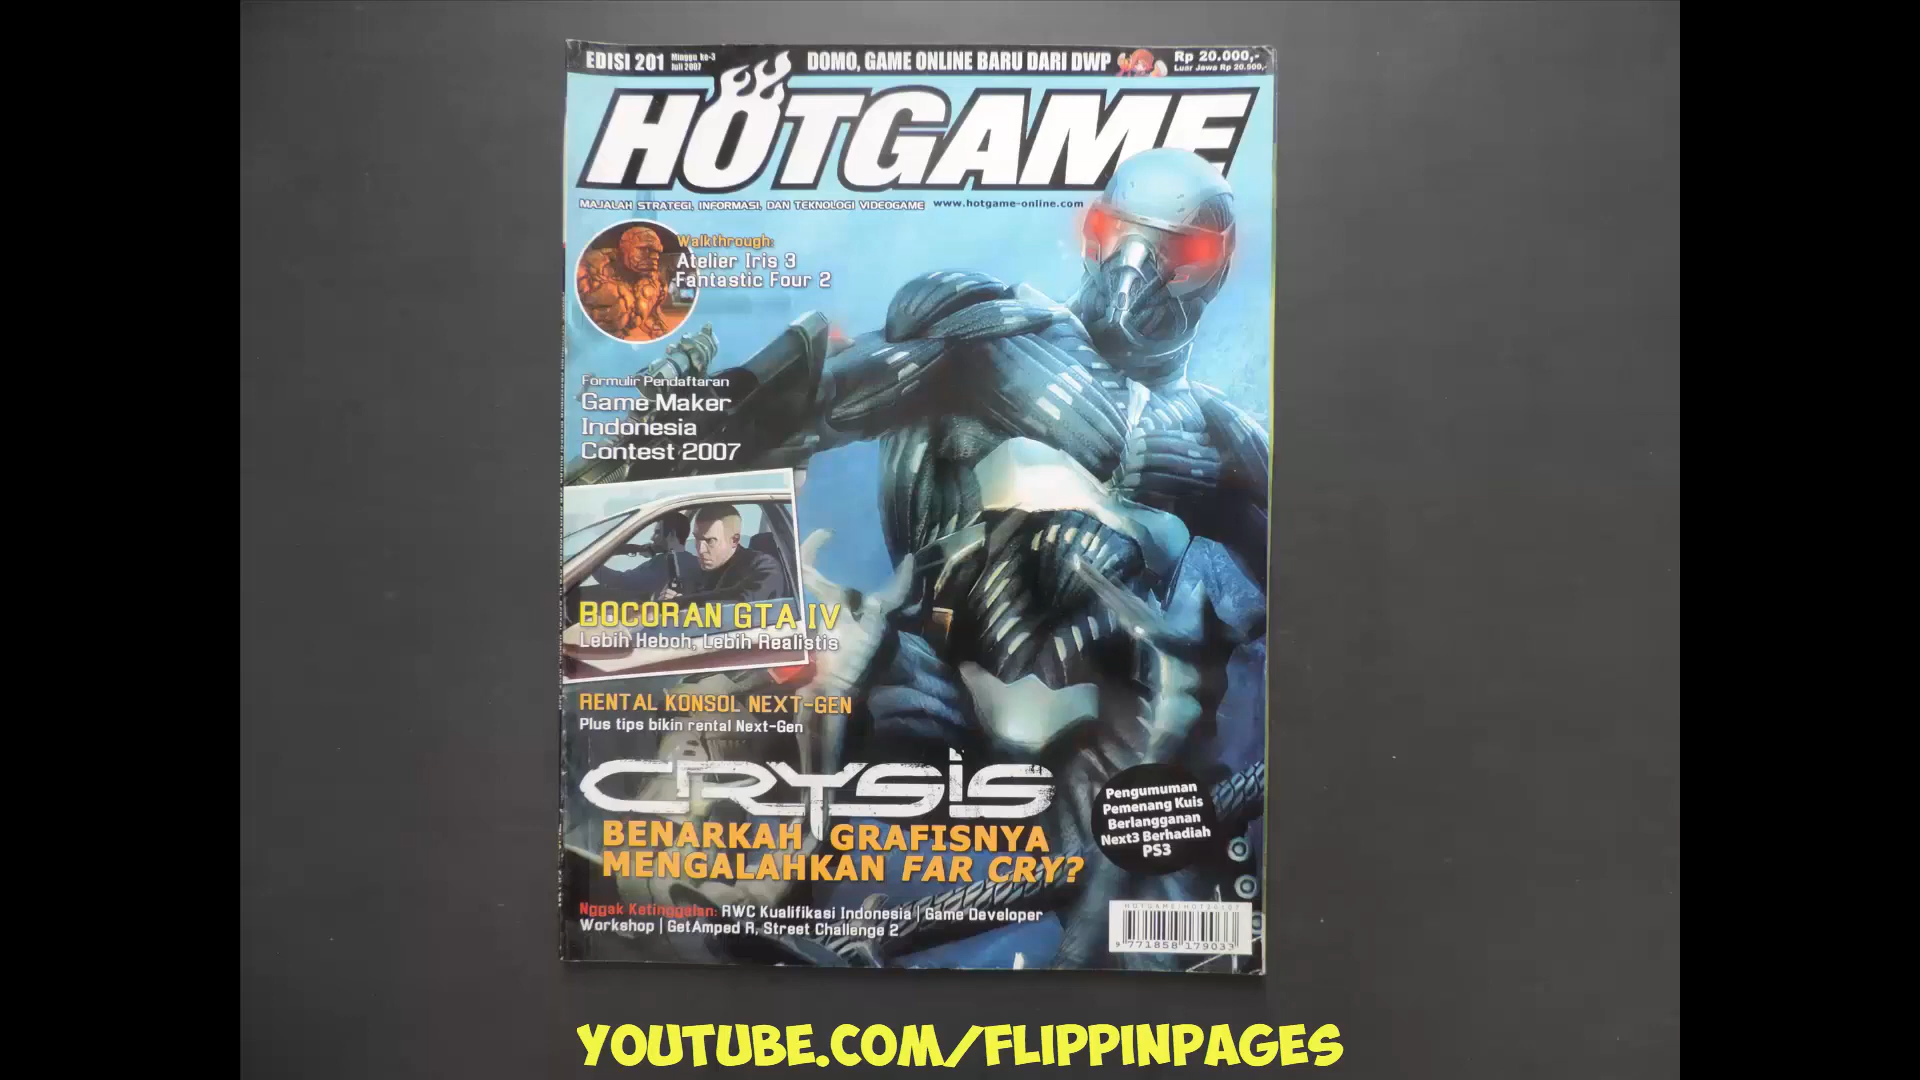 EDISI 201 Minggu ke-3 Juli 2007
DOMO, GAME ONLINE BARU DARI DWP
Rp 20.000,-
Luar Jawa Rp 20.500,-
HOTGAME
MAJALAH STRATEGI, INFORMASI, DAN TEKNOLOGI VIDEOGAME www.hotgame-online.com
Walkthrough:
Atelier Iris 3
Fantastic Four 2
Formulir Pendaftaran
Game Maker
Indonesia
Contest 2007
BOCORAN GTA IV
Lebih Heboh, Lebih Realistis
RENTAL KONSOL NEXT-GEN
Plus tips bikin rental Next-Gen
CRYSIS
BENARKAH GRAFISNYA
MENGALAHKAN FAR CRY?
Pengumuman
Pemenang Kuis
Berlangganan
Next3 Berhadiah
PS3
Nggak Ketinggalan: RWC Kualifikasi Indonesia | Game Developer
Workshop | GetAmped R, Street Challenge 2
9 771858 179033
YOUTUBE.COM/FLIPPINPAGES